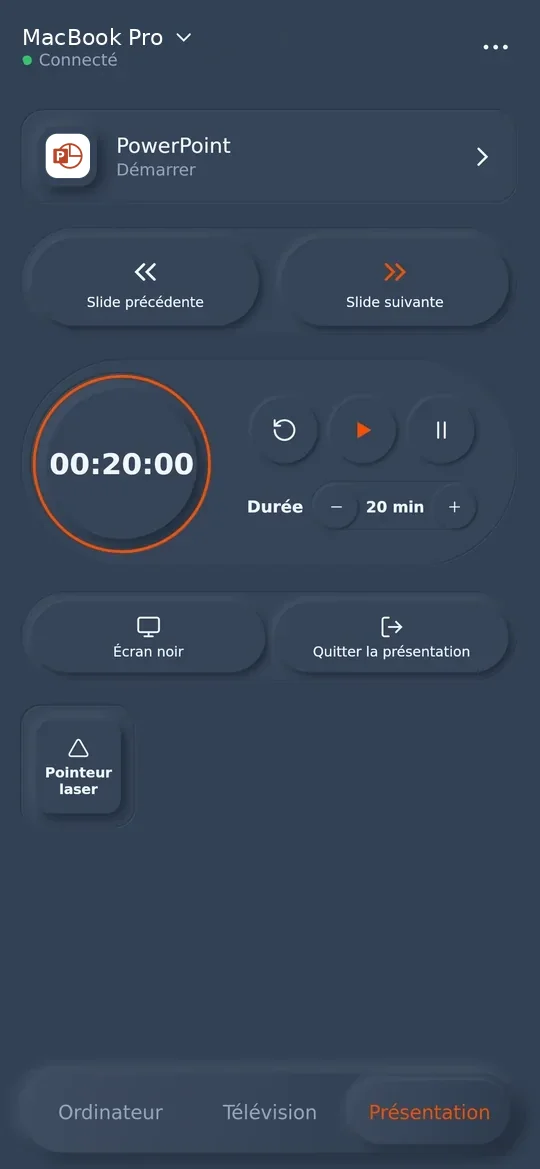 MacBook Pro
Connecté
P
PowerPoint
Démarrer
Slide précédente
Slide suivante
00:20:00
Durée
− 20 min +
Écran noir
Quitter la présentation
Pointeur
laser
Ordinateur
Télévision
Présentation